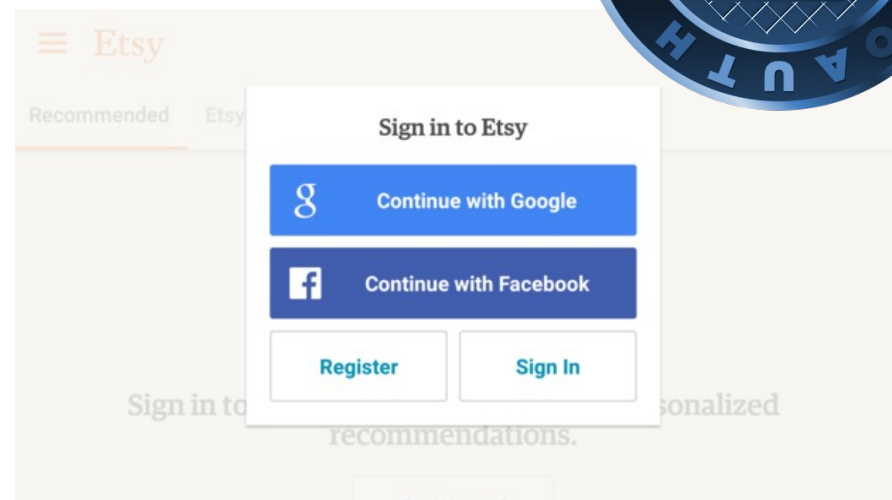 Etsy
OAUTH
Recommended Etsy
Sign in to Etsy
g Continue with Google
f Continue with Facebook
Register Sign In
Sign in to
sonalized
recommendations.